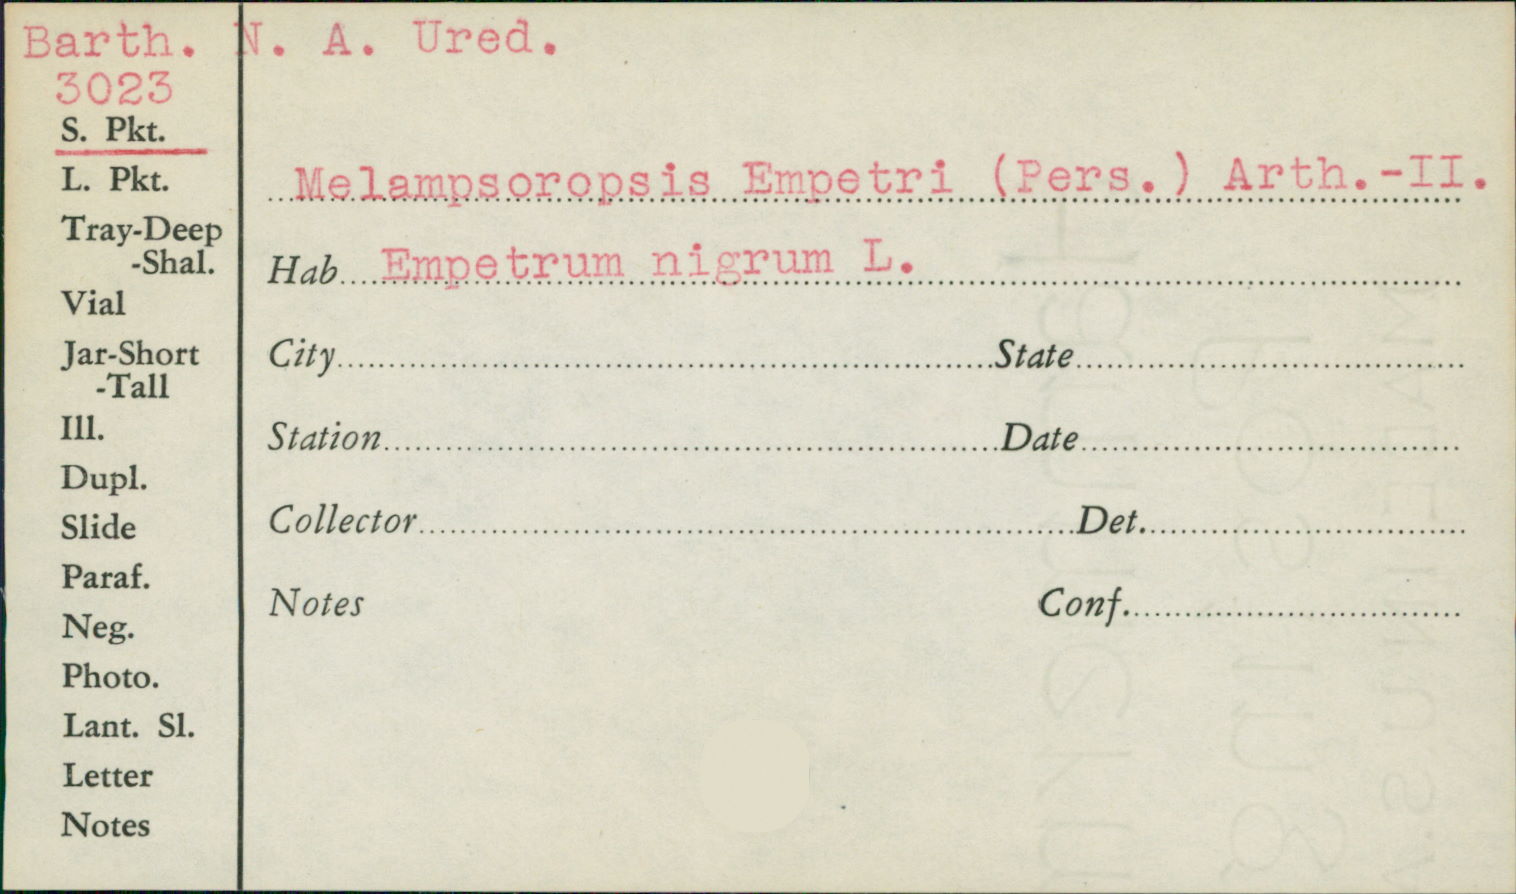 Barth. N. A. Ured.
3023
S. Pkt.
L. Pkt.
Tray-Deep
-Shal.
Vial
Jar-Short
-Tall
Ill.
Dupl.
Slide
Paraf.
Neg.
Photo.
Lant. Sl.
Letter
Notes
Melampsoropsis Empetri (Pers.) Arth.-II.
Hab Empetrum nigrum L.
City State
Station Date
Collector Det.
Notes Conf.